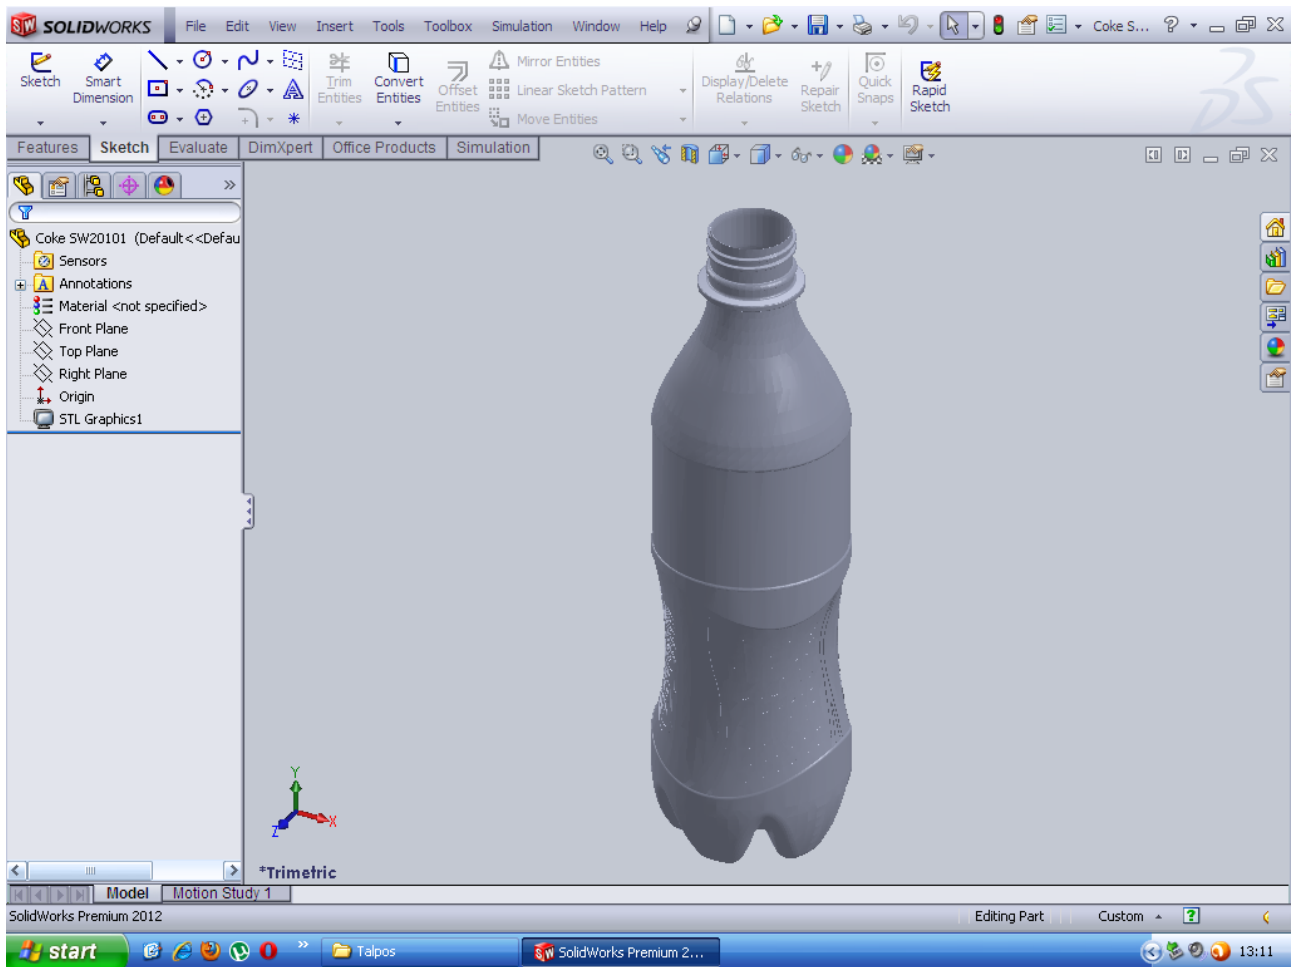 SOLIDWORKS File Edit View Insert Tools Toolbox Simulation Window Help Coke S...
Sketch Smart Dimension Trim Entities Convert Entities Offset Entities Mirror Entities Linear Sketch Pattern Move Entities Display/Delete Relations Repair Sketch Quick Snaps Rapid Sketch
Features Sketch Evaluate DimXpert Office Products Simulation
Coke SW20101 (Default<<Defau
Sensors
Annotations
Material <not specified>
Front Plane
Top Plane
Right Plane
Origin
STL Graphics1
Y
X
Z
*Trimetric
Model Motion Study 1
SolidWorks Premium 2012 Editing Part Custom
start Talpos SolidWorks Premium 2... 13:11